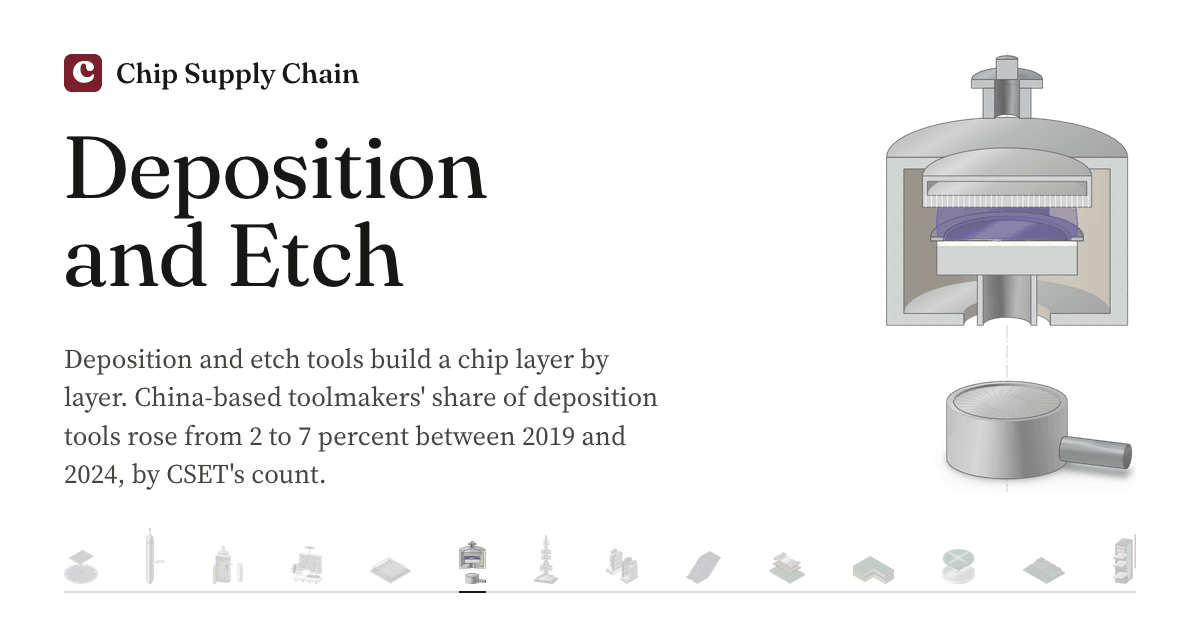 C Chip Supply Chain
Deposition
and Etch
Deposition and etch tools build a chip layer by
layer. China-based toolmakers' share of deposition
tools rose from 2 to 7 percent between 2019 and
2024, by CSET's count.